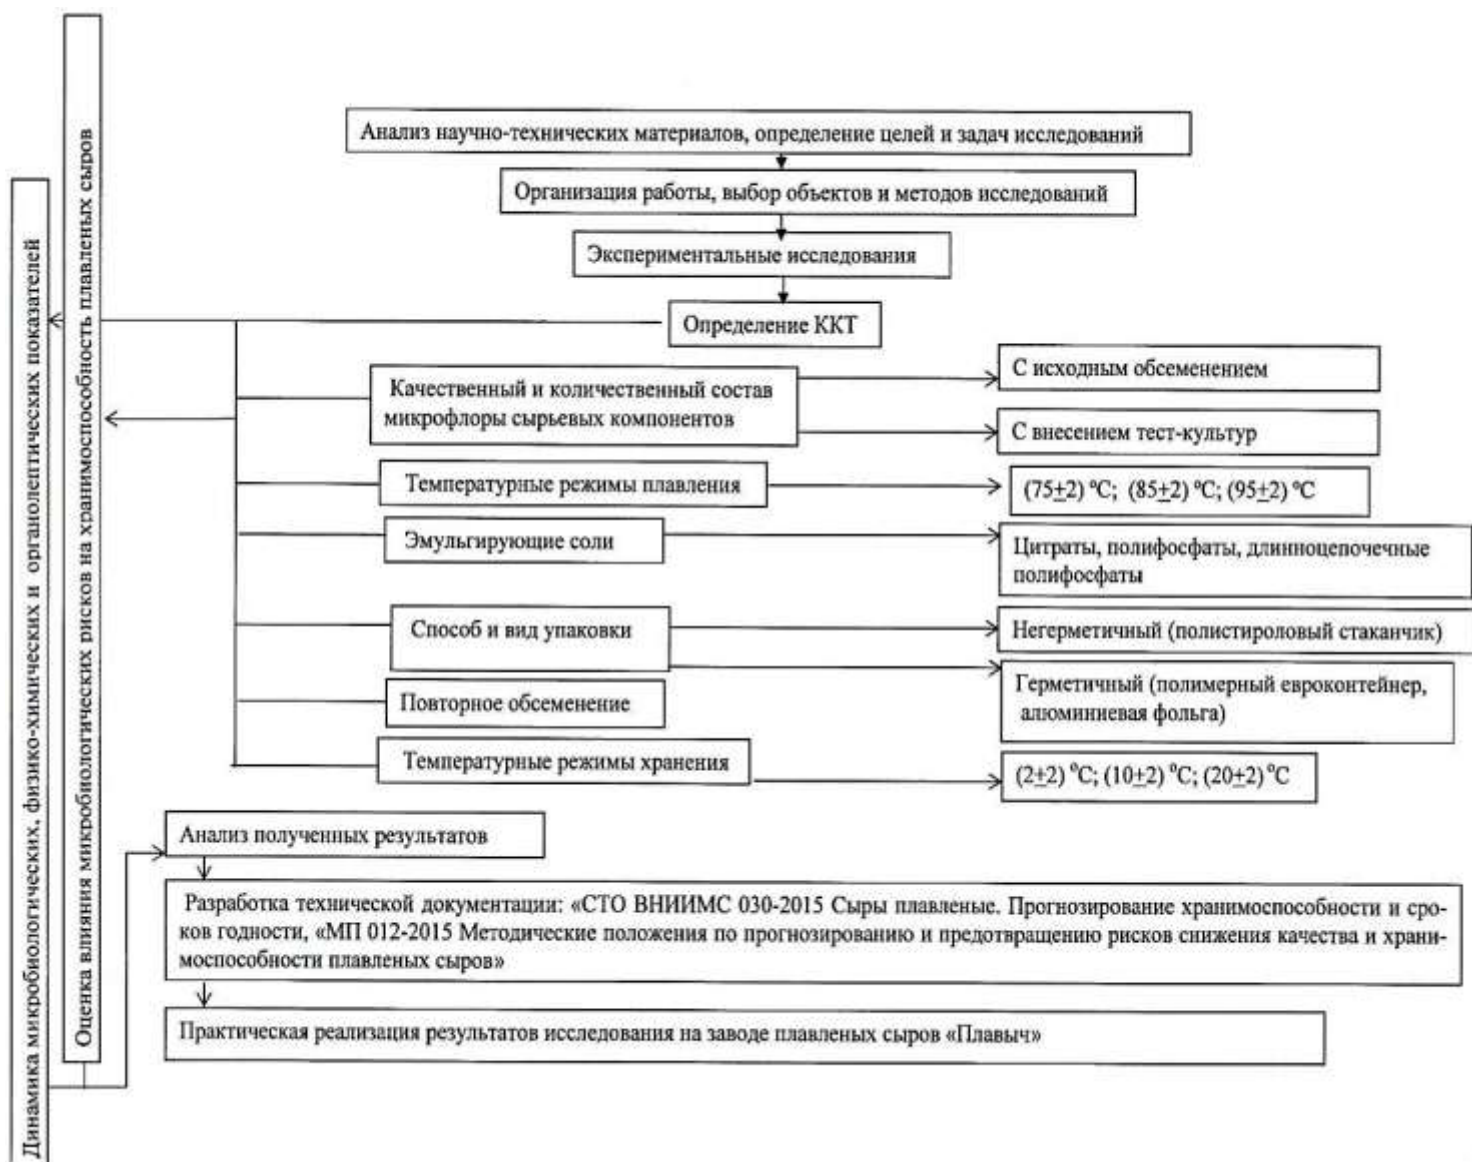 Анализ научно-технических материалов, определение целей и задач исследований
Организация работы, выбор объектов и методов исследований
Экспериментальные исследования
Определение ККТ
Качественный и количественный состав
микрофлоры сырьевых компонентов
С исходным обсеменением
С внесением тест-культур
Температурные режимы плавления
(75±2) °С; (85±2) °С; (95±2) °С
Эмульгирующие соли
Цитраты, полифосфаты, длинноцепочечные
полифосфаты
Способ и вид упаковки
Негерметичный (полистироловый стаканчик)
Герметичный (полимерный евроконтейнер,
алюминиевая фольга)
Повторное обсеменение
Температурные режимы хранения
(2±2) °С; (10±2) °С; (20±2) °С
Динамика микробиологических, физико-химических и органолептических показателей
Оценка влияния микробиологических рисков на хранимоспособность плавленых сыров
Анализ полученных результатов
Разработка технической документации: «СТО ВНИИМС 030-2015 Сыры плавленые. Прогнозирование хранимоспособности и сро-
ков годности, «МП 012-2015 Методические положения по прогнозированию и предотвращению рисков снижения качества и храни-
моспособности плавленых сыров»
Практическая реализация результатов исследования на заводе плавленых сыров «Плавыч»